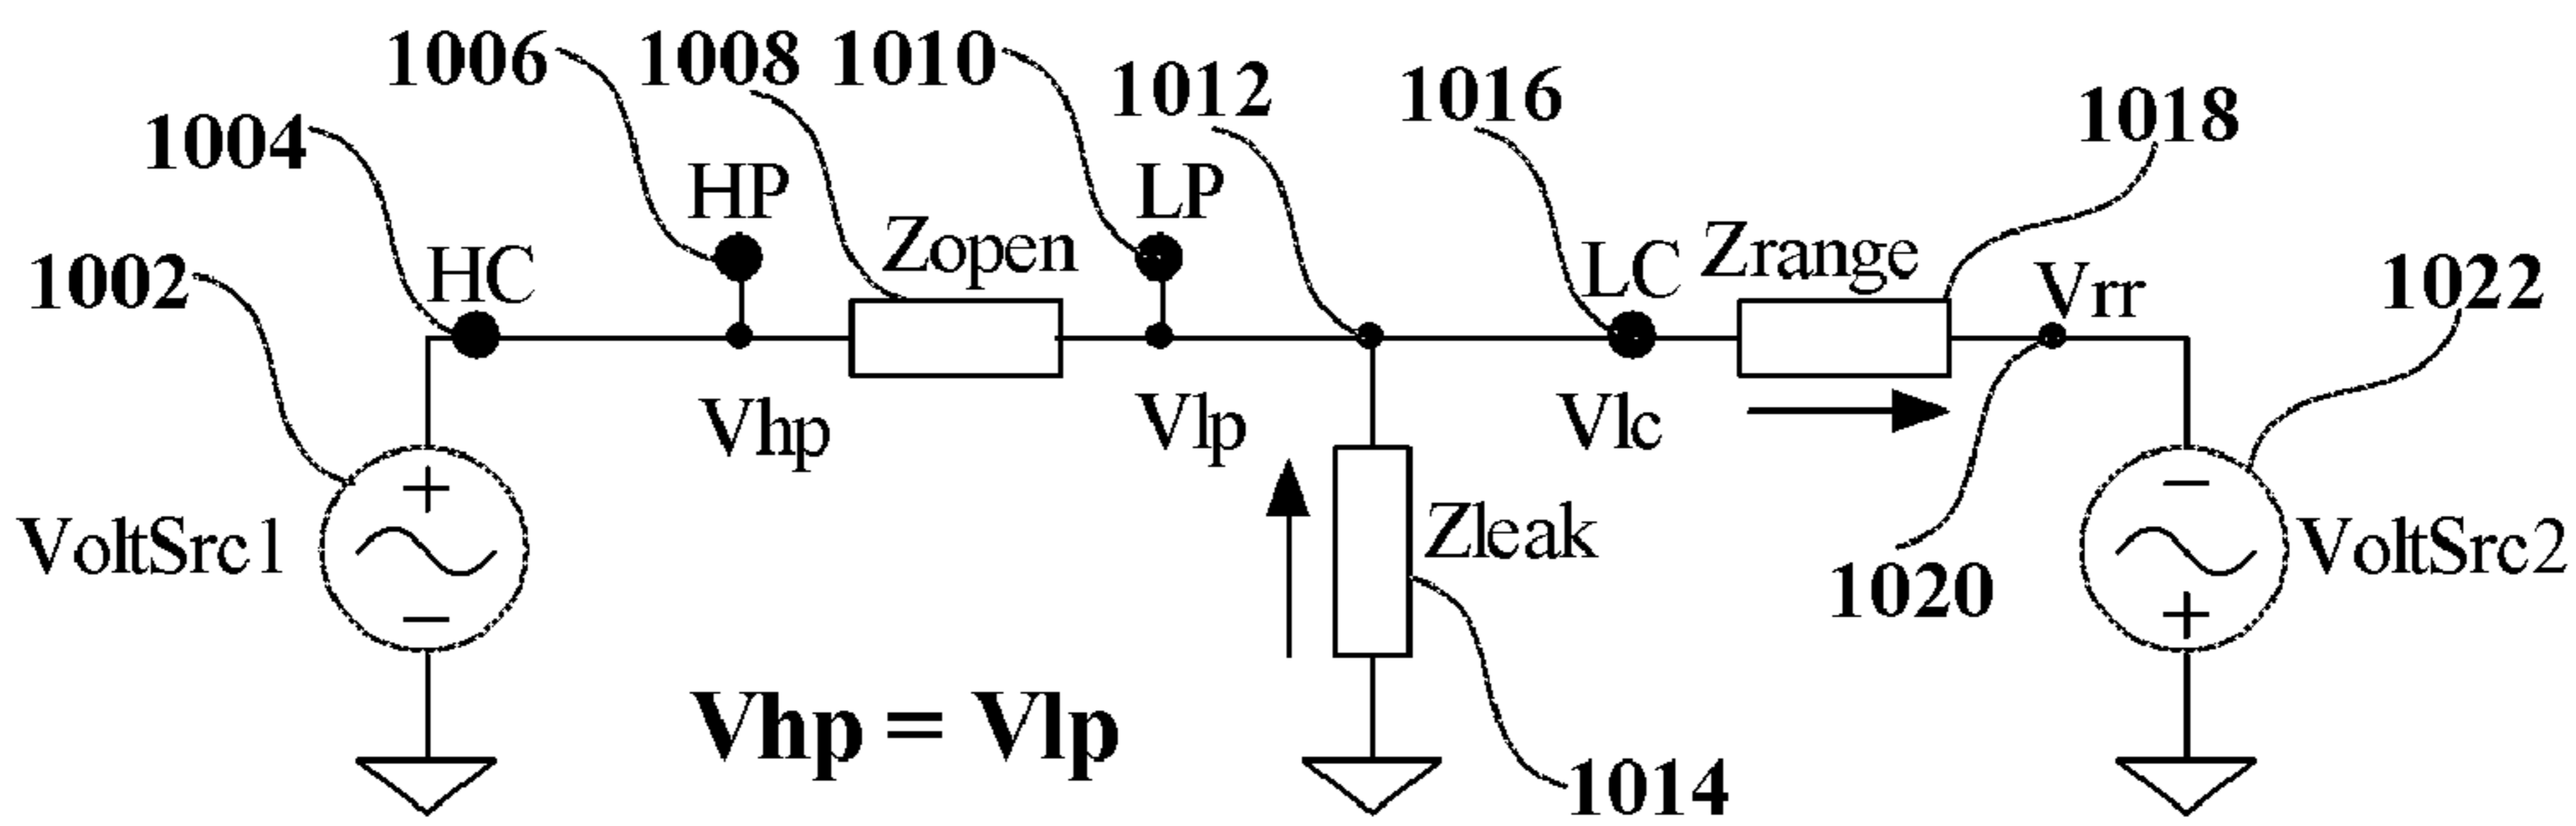 1006 1008 1010 1012 1016 1018
1004
HP LP
1002 HC Zopen LC Zrange Vrr 1022
Vhp Vlp Vlc
+ −
VoltSrc1 Zleak VoltSrc2
1020
− +
Vhp = Vlp
1014